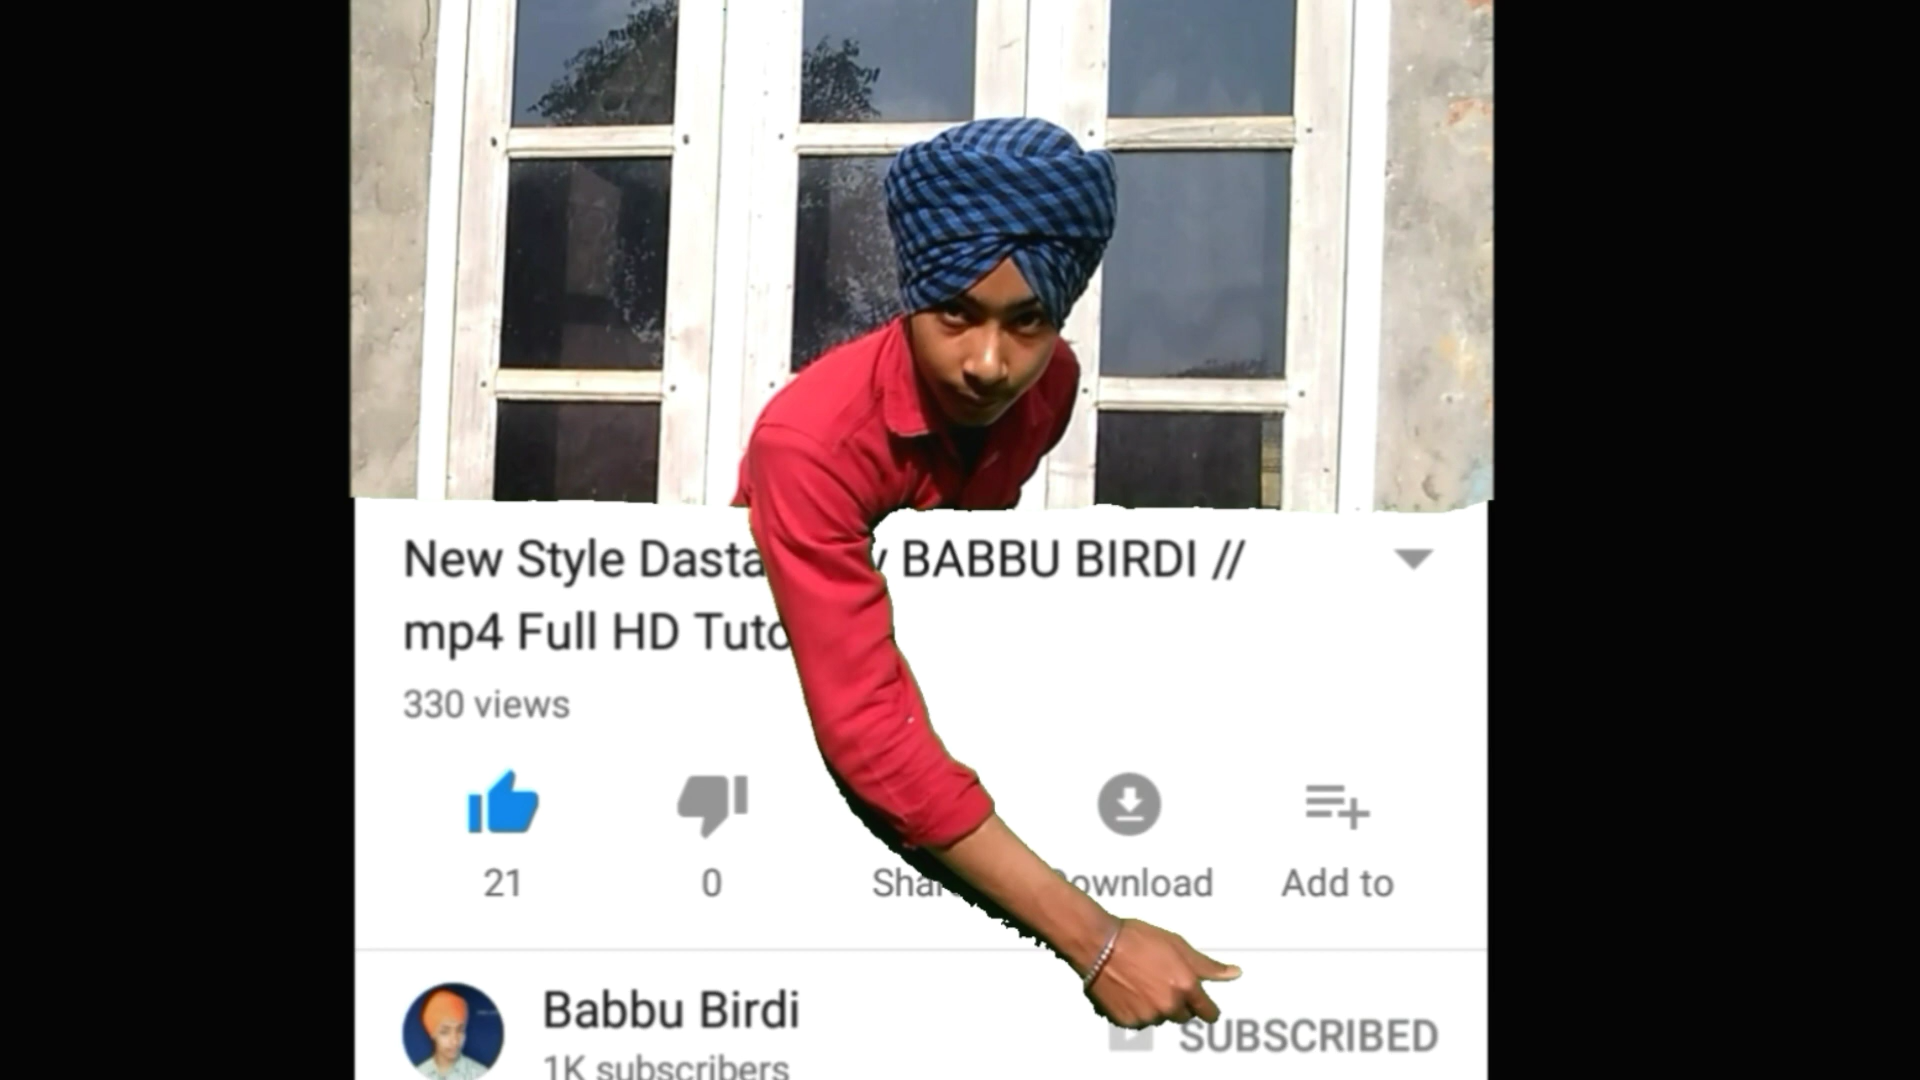 New Style Dasta BABBU BIRDI //
mp4 Full HD Tuto
330 views
21
0
Shar
ownload
Add to
Babbu Birdi
SUBSCRIBED
1K subscribers